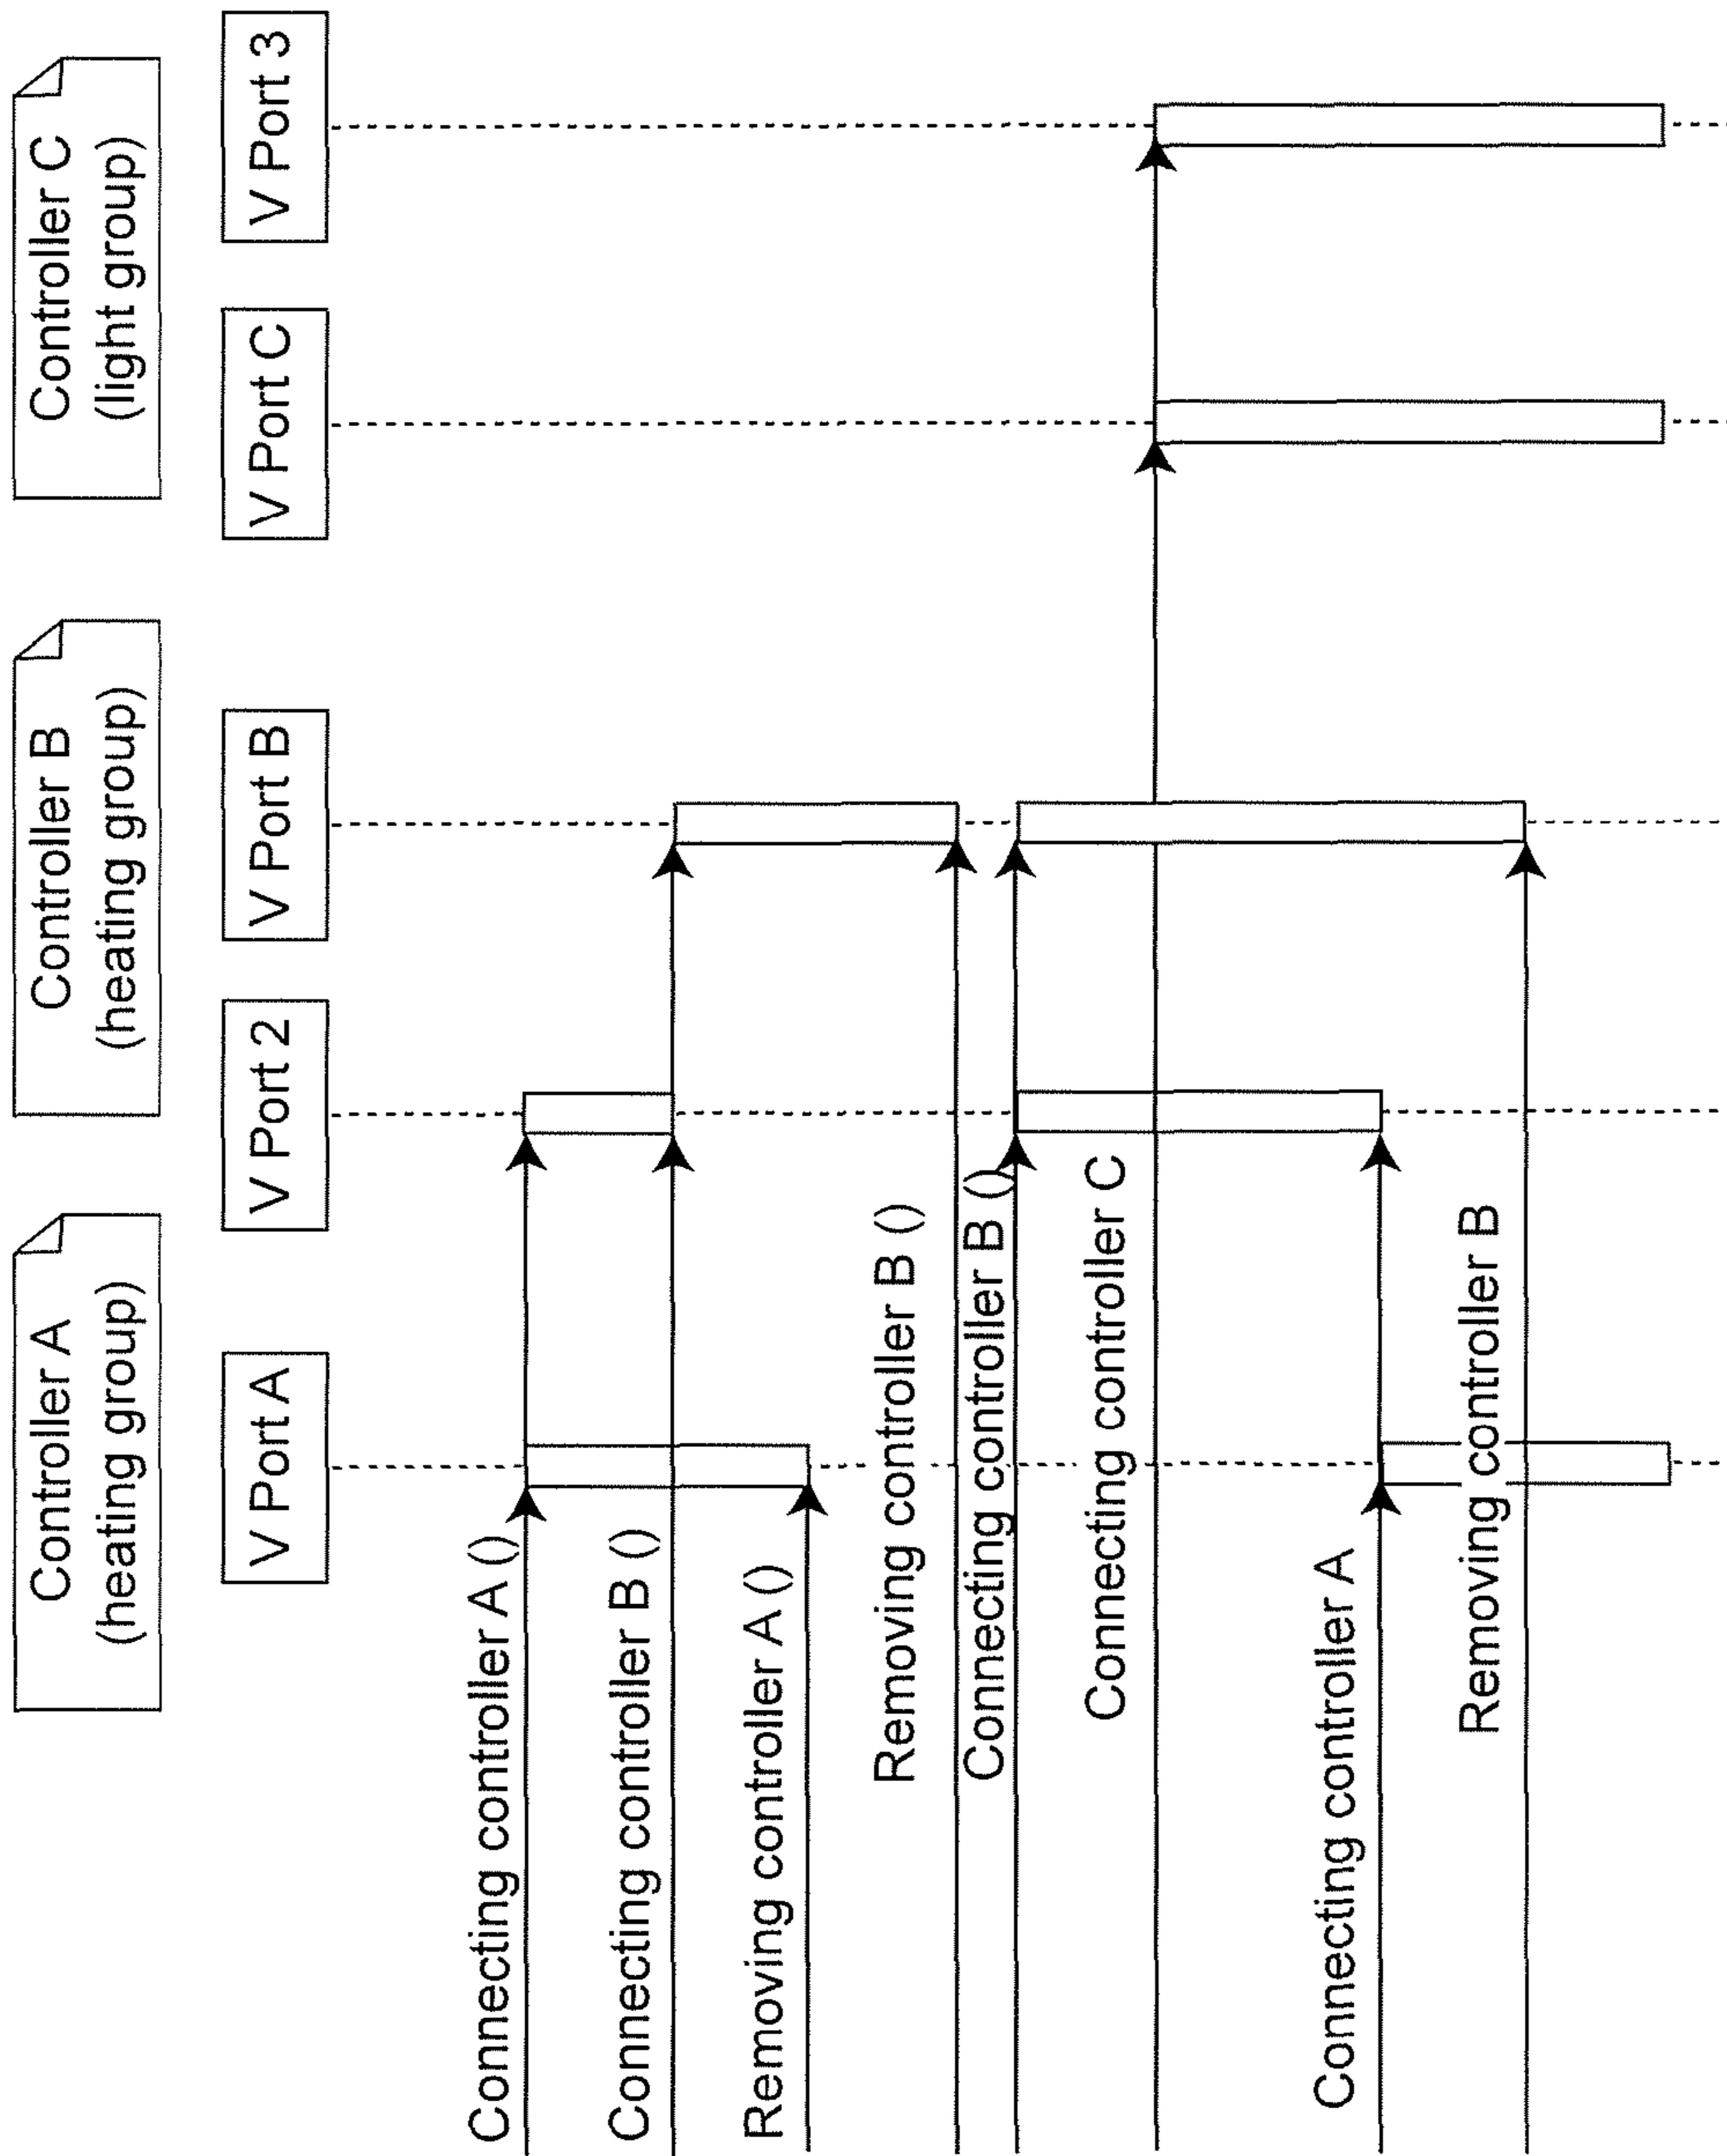 Controller A
(heating group)
Controller B
(heating group)
Controller C
(light group)
V Port A
V Port 2
V Port B
V Port C
V Port 3
Connecting controller A ()
Connecting controller B ()
Removing controller A ()
Removing controller B ()
Connecting controller B ()
Connecting controller C
Connecting controller A
Removing controller B